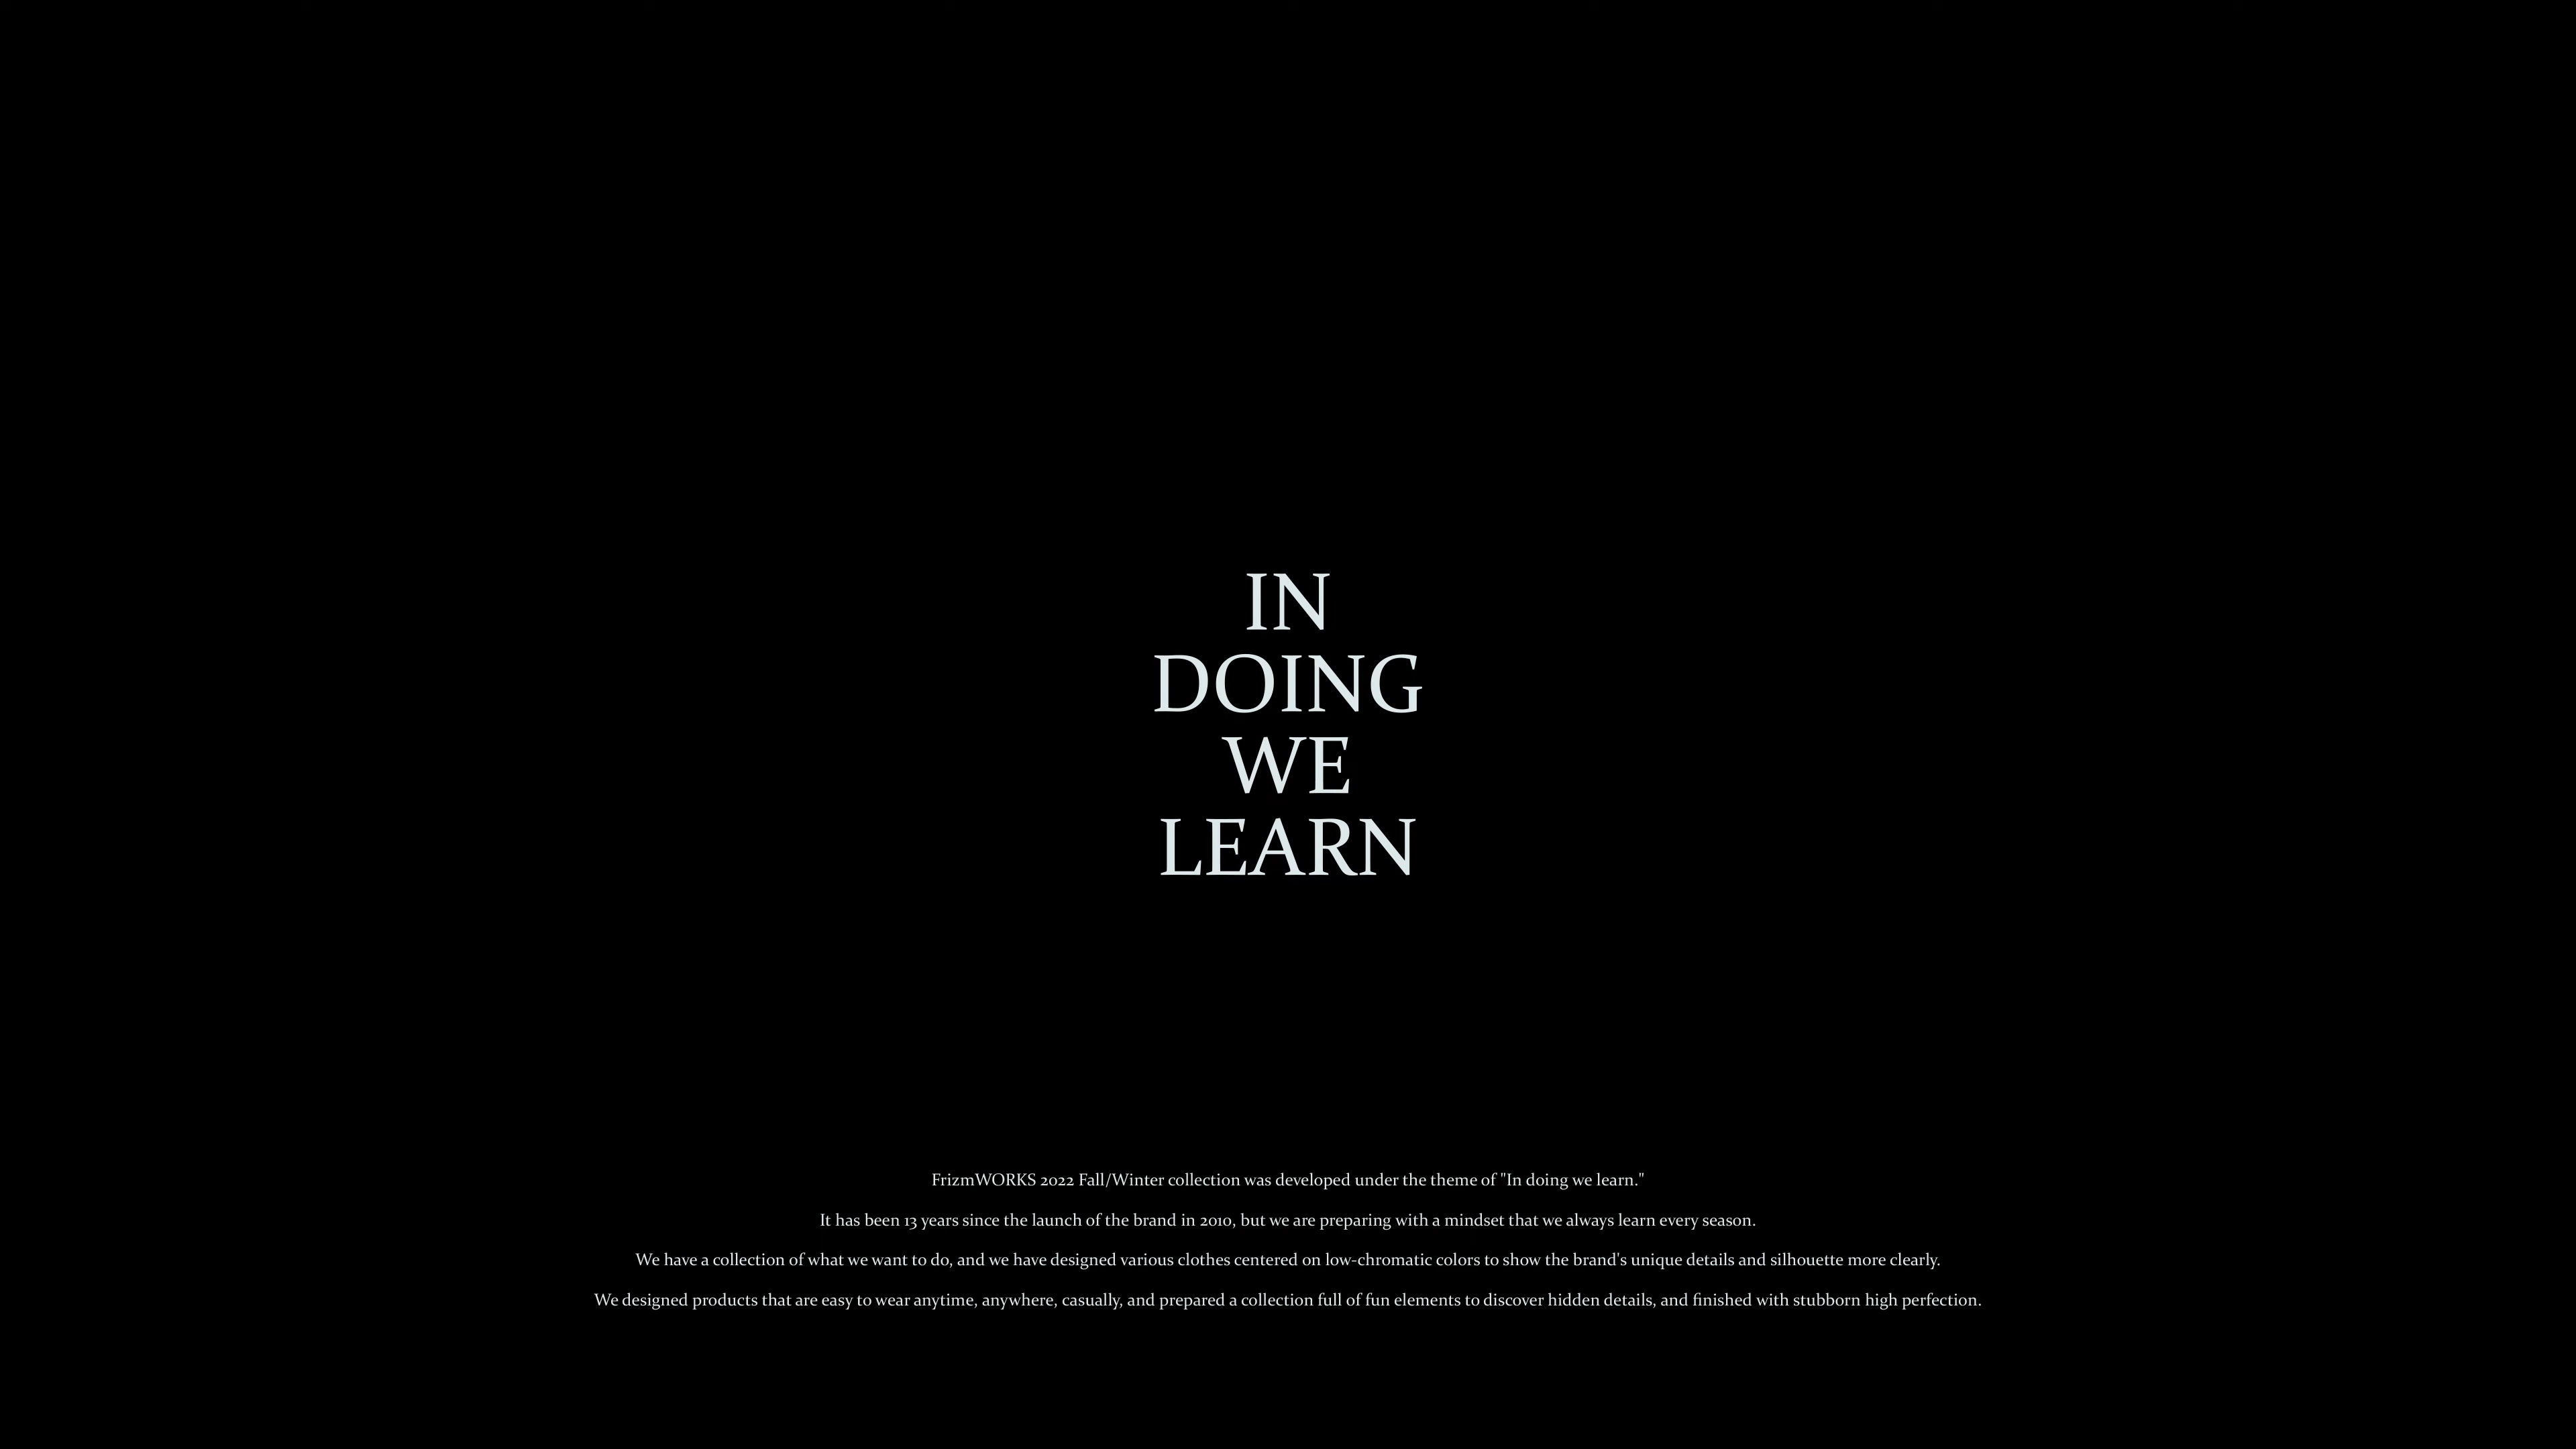 IN
DOING
WE
LEARN
FrizmWORKS 2022 Fall/Winter collection was developed under the theme of "In doing we learn."
It has been 13 years since the launch of the brand in 2010, but we are preparing with a mindset that we always learn every season.
We have a collection of what we want to do, and we have designed various clothes centered on low-chromatic colors to show the brand's unique details and silhouette more clearly.
We designed products that are easy to wear anytime, anywhere, casually, and prepared a collection full of fun elements to discover hidden details, and finished with stubborn high perfection.